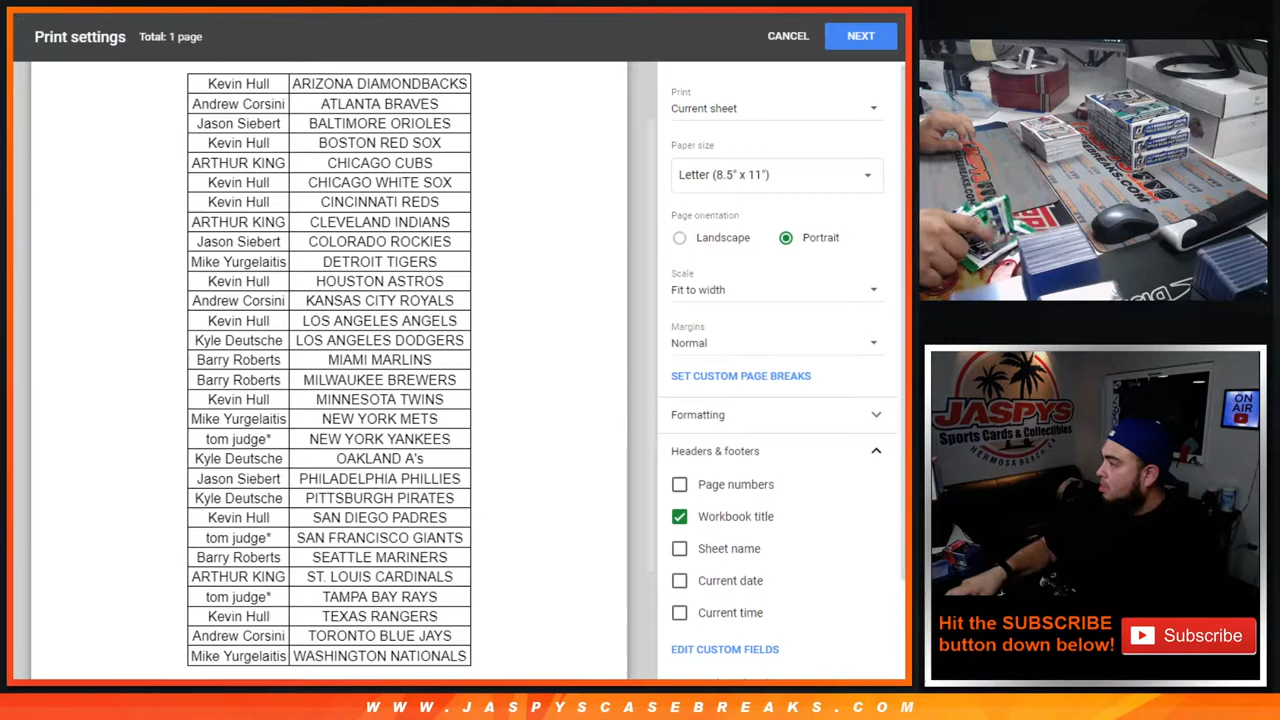 Print settings Total: 1 page CANCEL NEXT
Kevin Hull ARIZONA DIAMONDBACKS
Andrew Corsini ATLANTA BRAVES
Jason Siebert BALTIMORE ORIOLES
Kevin Hull BOSTON RED SOX
ARTHUR KING CHICAGO CUBS
Kevin Hull CHICAGO WHITE SOX
Kevin Hull CINCINNATI REDS
ARTHUR KING CLEVELAND INDIANS
Jason Siebert COLORADO ROCKIES
Mike Yurgelaitis DETROIT TIGERS
Kevin Hull HOUSTON ASTROS
Andrew Corsini KANSAS CITY ROYALS
Kevin Hull LOS ANGELES ANGELS
Kyle Deutsche LOS ANGELES DODGERS
Barry Roberts MIAMI MARLINS
Barry Roberts MILWAUKEE BREWERS
Kevin Hull MINNESOTA TWINS
Mike Yurgelaitis NEW YORK METS
tom judge* NEW YORK YANKEES
Kyle Deutsche OAKLAND A's
Jason Siebert PHILADELPHIA PHILLIES
Kyle Deutsche PITTSBURGH PIRATES
Kevin Hull SAN DIEGO PADRES
tom judge* SAN FRANCISCO GIANTS
Barry Roberts SEATTLE MARINERS
ARTHUR KING ST. LOUIS CARDINALS
tom judge* TAMPA BAY RAYS
Kevin Hull TEXAS RANGERS
Andrew Corsini TORONTO BLUE JAYS
Mike Yurgelaitis WASHINGTON NATIONALS
Print
Current sheet
Paper size
Letter (8.5" x 11")
Page orientation
Landscape Portrait
Scale
Fit to width
Margins
Normal
SET CUSTOM PAGE BREAKS
Formatting
Headers & footers
Page numbers
Workbook title
Sheet name
Current date
Current time
EDIT CUSTOM FIELDS
JASPYS
Sports Cards & Collectibles
HERMOSA BEACH, CA
ON
AIR
Hit the SUBSCRIBE
button down below!
Subscribe
WWW.JASPYSCASEBREAKS.COM